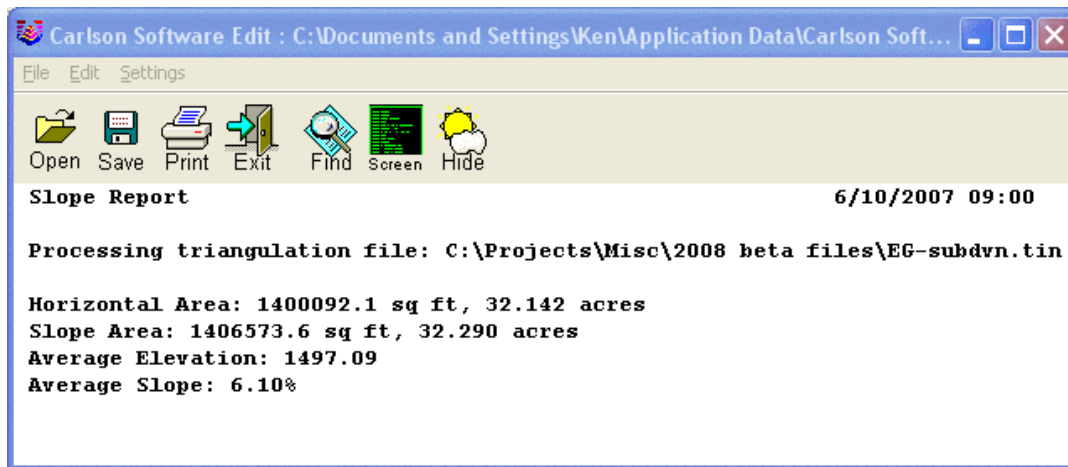 Carlson Software Edit : C:\Documents and Settings\Ken\Application Data\Carlson Soft...
File Edit Settings
Open Save Print Exit Find Screen Hide
Slope Report 6/10/2007 09:00
Processing triangulation file: C:\Projects\Misc\2008 beta files\EG-subdvn.tin
Horizontal Area: 1400092.1 sq ft, 32.142 acres
Slope Area: 1406573.6 sq ft, 32.290 acres
Average Elevation: 1497.09
Average Slope: 6.10%